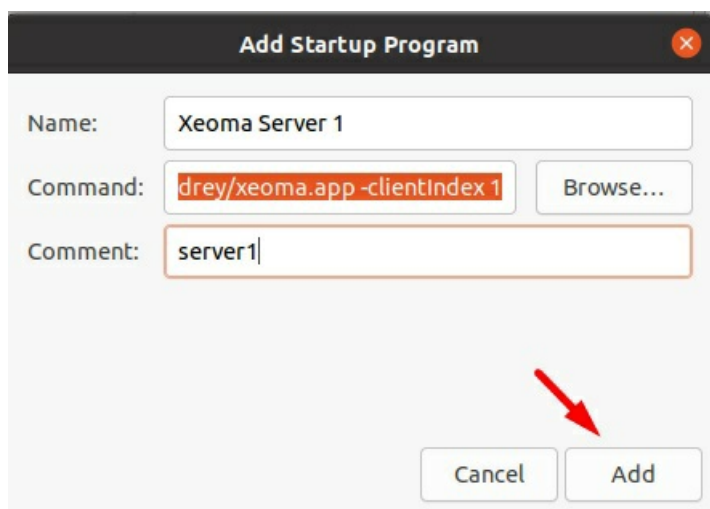 Add Startup Program
Name: Xeoma Server 1
Command: drey/xeoma.app -clientIndex 1 Browse...
Comment: server1
Cancel Add